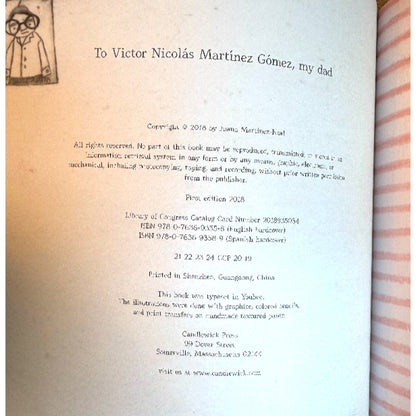 To Victor Nicolás Martínez Gómez, my dad
Copyright © 2018 by Juana Martinez-Neal
All rights reserved. No part of this book may be reproduced, transmitted, or stored in an
information retrieval system in any form or by any means, graphic, electronic, or
mechanical, including photocopying, taping, and recording, without prior written permission
from the publisher.
First edition 2018
Library of Congress Catalog Card Number
ISBN 978-0-7636-9355-8 (English hardcover)
ISBN 978-0-7636-9358-9 (Spanish hardcover)
21 22 23 24 CCP 20 19
Printed in Shenzhen, Guangdong, China
This book was typeset in Yaubee.
The illustrations were done with graphite, colored pencils,
and print transfers on handmade textured paper.
Candlewick Press
99 Dover Street
Somerville, Massachusetts 02144
visit us at www.candlewick.com